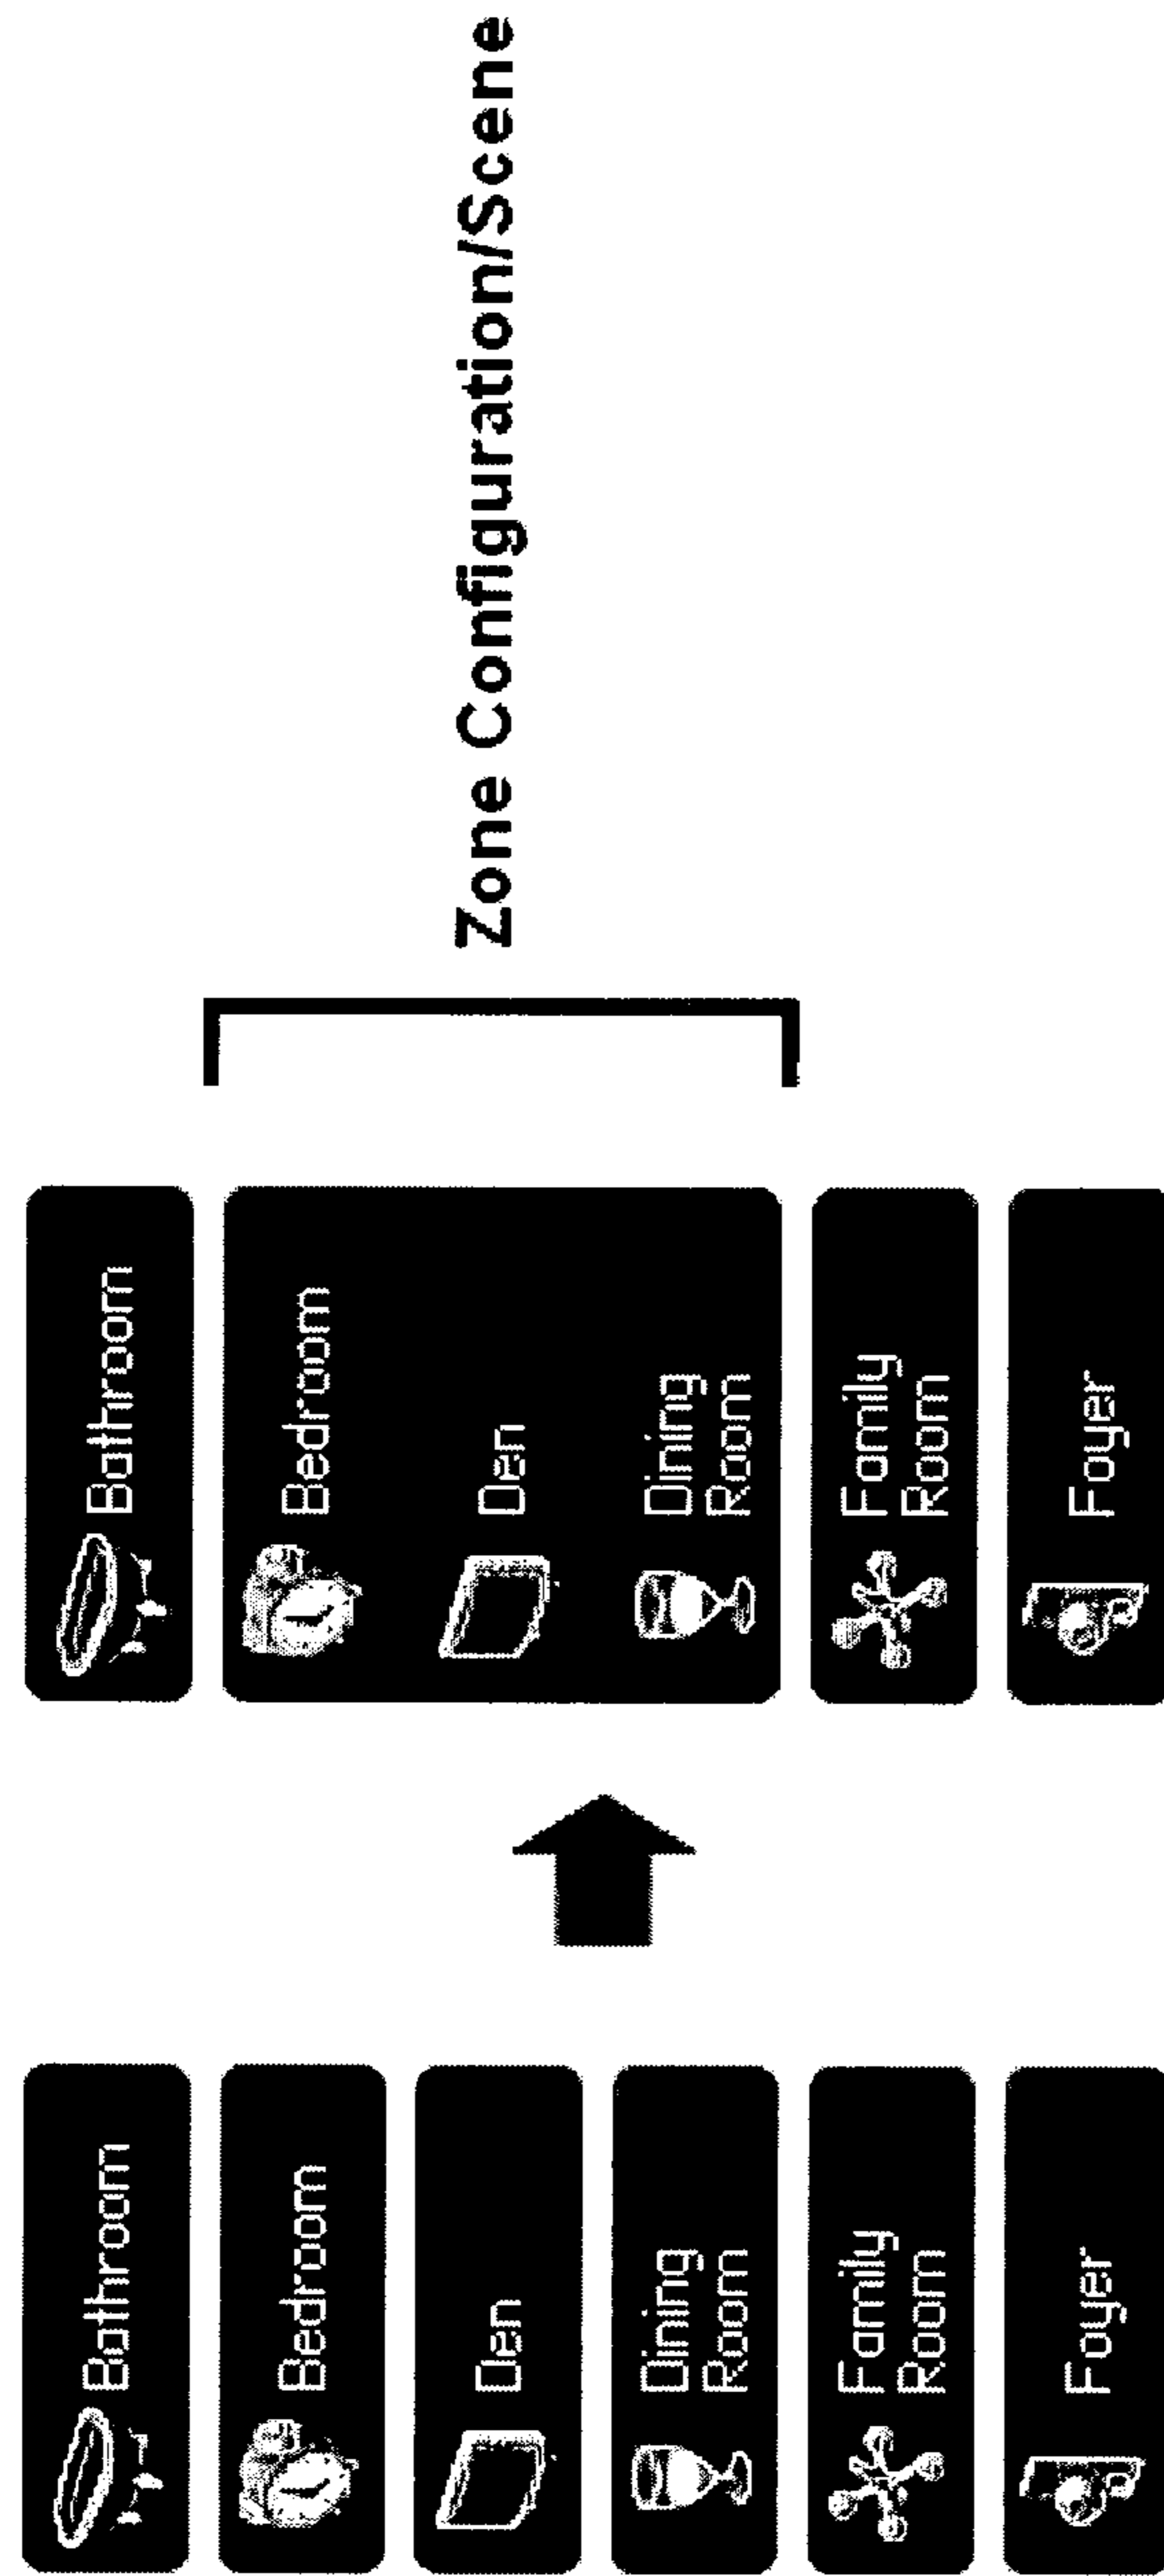 Bathroom
Bedroom
Den
Dining
Room
Family
Room
Foyer
Bathroom
Bedroom
Den
Dining
Room
Family
Room
Foyer
Zone Configuration/Scene